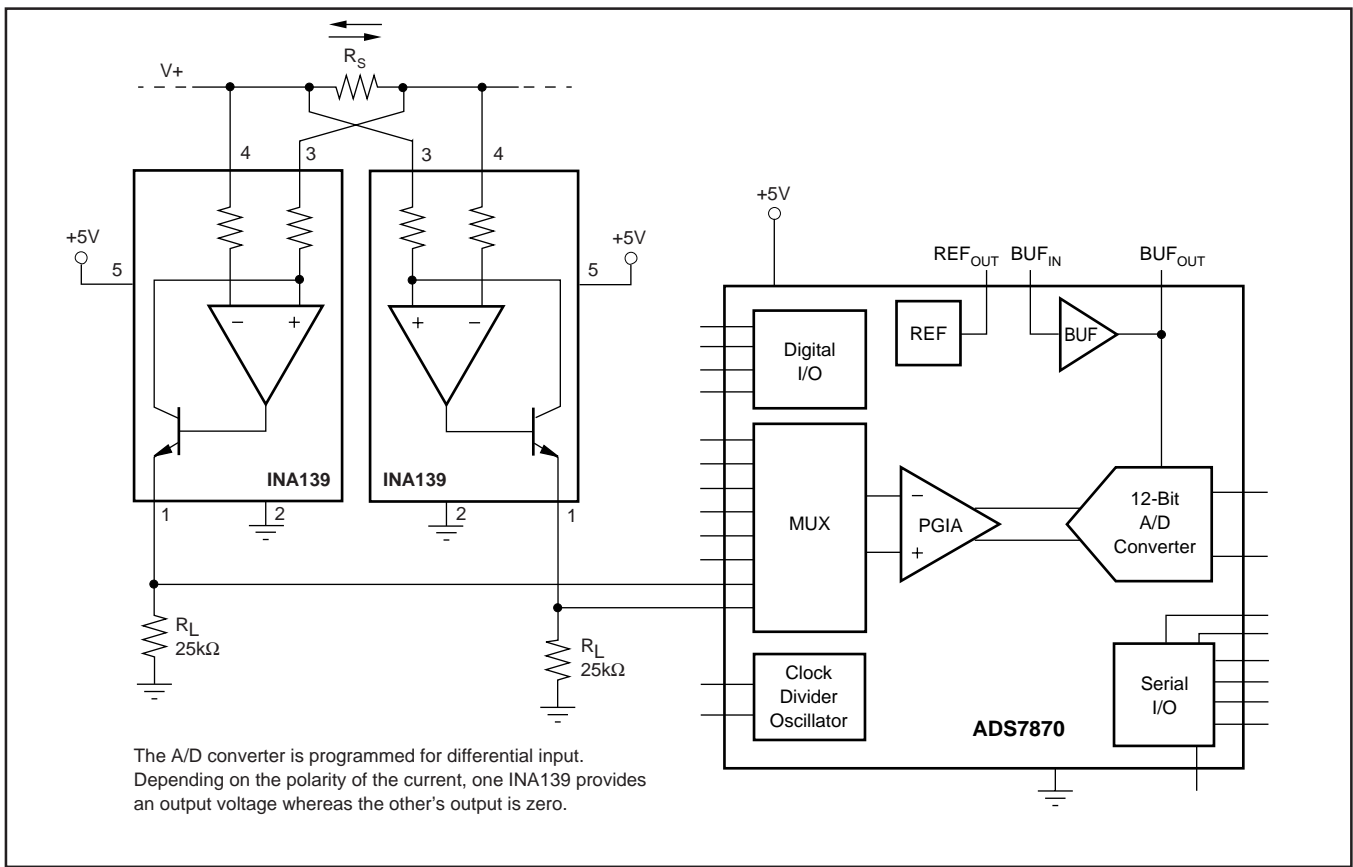 R_S
V+
4
3
3
4
+5V
5
5
+5V
−
+
+
−
INA139
INA139
1
2
2
1
R_L
25kΩ
R_L
25kΩ
+5V
REF_OUT
BUF_IN
BUF_OUT
REF
BUF
Digital
I/O
MUX
−
PGIA
+
12-Bit
A/D
Converter
Clock
Divider
Oscillator
Serial
I/O
ADS7870
The A/D converter is programmed for differential input.
Depending on the polarity of the current, one INA139 provides
an output voltage whereas the other's output is zero.